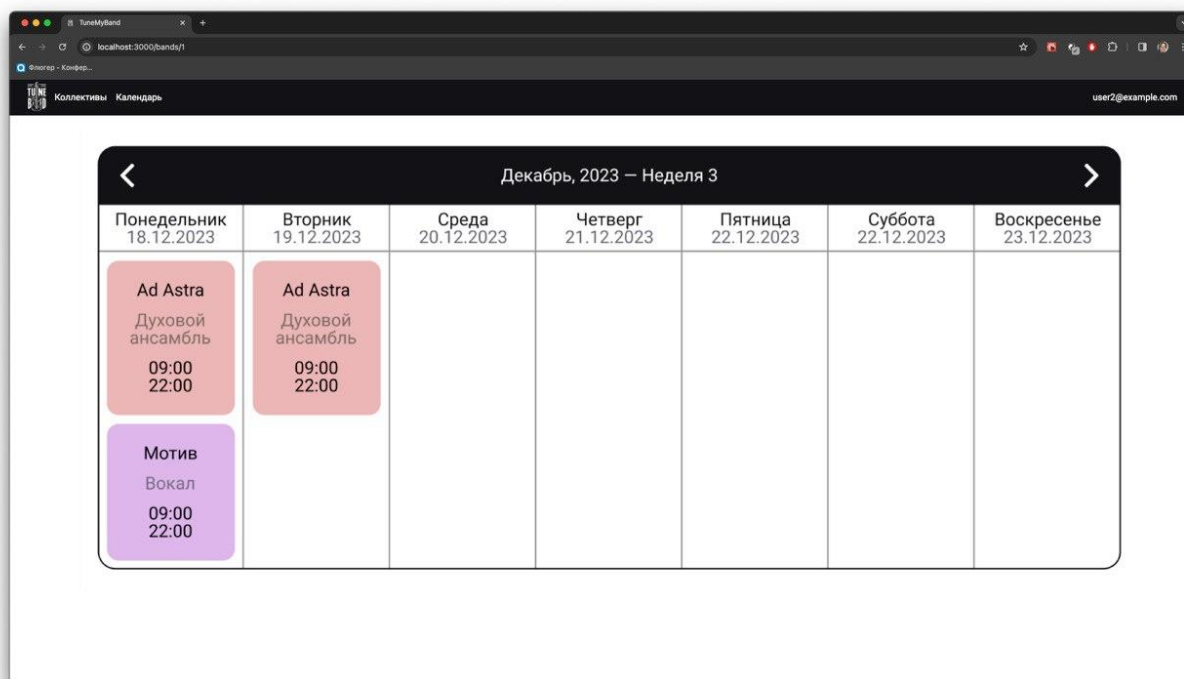 TuneMyBand
localhost:3000/bands/1
Флюгер - Конфер...
TUNE
Коллективы Календарь
user2@example.com
Декабрь, 2023 — Неделя 3
Понедельник Вторник Среда Четверг Пятница Суббота Воскресенье
18.12.2023 19.12.2023 20.12.2023 21.12.2023 22.12.2023 22.12.2023 23.12.2023
Ad Astra Ad Astra
Духовой Духовой
ансамбль ансамбль
09:00 09:00
22:00 22:00
Мотив
Вокал
09:00
22:00